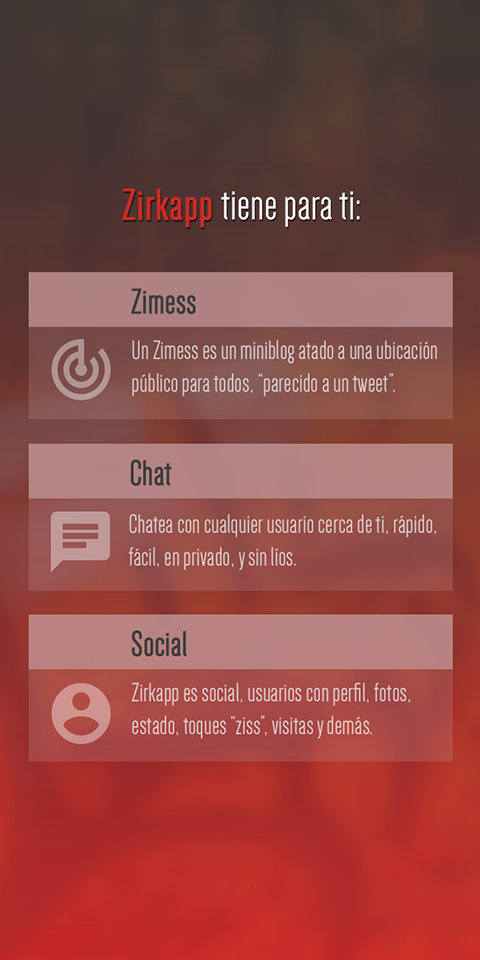 Zirkapp tiene para ti:
Zimess
Un Zimess es un miniblog atado a una ubicación
público para todos, “parecido a un tweet”.
Chat
Chatea con cualquier usuario cerca de ti, rápido,
fácil, en privado, y sin líos.
Social
Zirkapp es social, usuarios con perfil, fotos,
estado, toques “ziss”, visitas y demás.